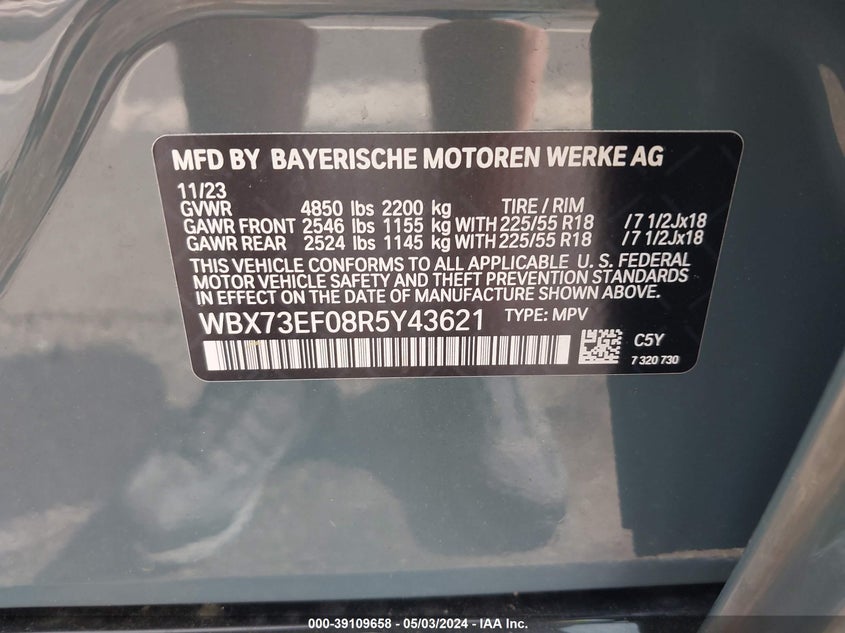 MFD BY BAYERISCHE MOTOREN WERKE AG
11/23
GVWR 4850 lbs 2200 kg TIRE / RIM
GAWR FRONT 2546 lbs 1155 kg WITH 225/55 R18 /7 1/2Jx18
GAWR REAR 2524 lbs 1145 kg WITH 225/55 R18 /7 1/2Jx18
THIS VEHICLE CONFORMS TO ALL APPLICABLE U. S. FEDERAL
MOTOR VEHICLE SAFETY AND THEFT PREVENTION STANDARDS
IN EFFECT ON THE DATE OF MANUFACTURE SHOWN ABOVE.
WBX73EF08R5Y43621 TYPE: MPV
C5Y
7 320 730
000-39109658 - 05/03/2024 - IAA Inc.